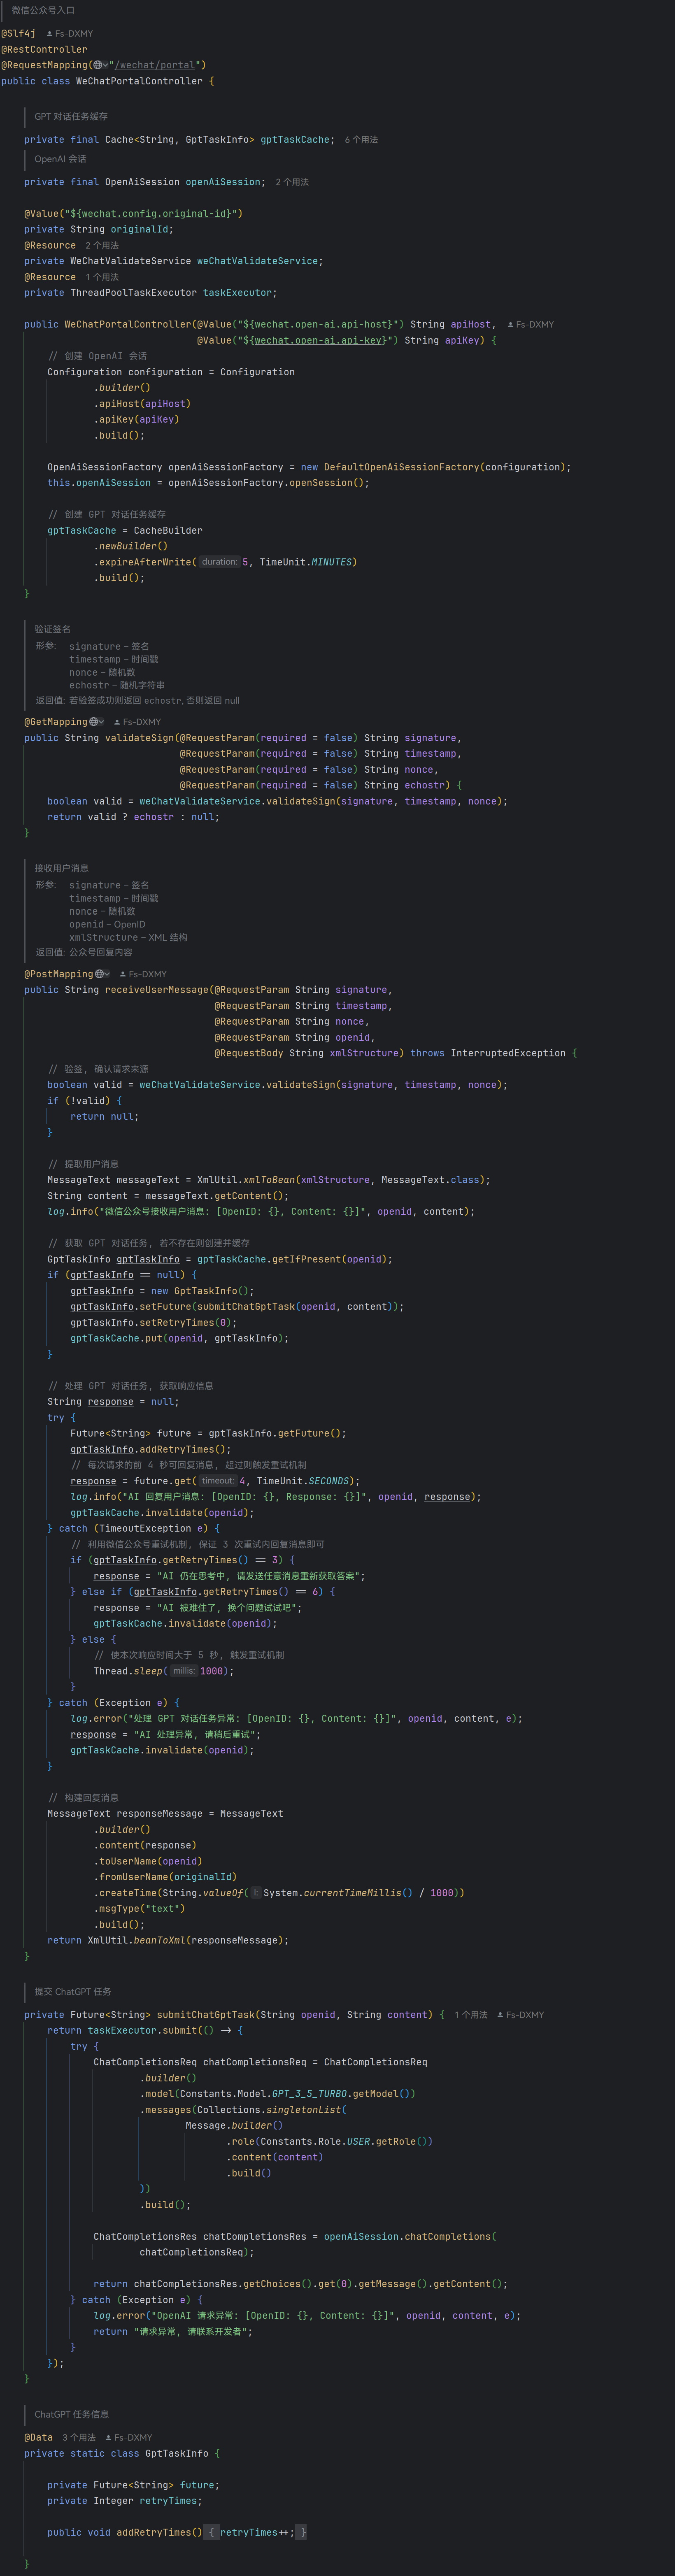 微信公众号入口
@Slf4j Fs-DXMY
@RestController
@RequestMapping("/wechat/portal")
public class WeChatPortalController {
GPT 对话任务缓存
private final Cache<String, GptTaskInfo> gptTaskCache; 6 个用法
OpenAI 会话
private final OpenAiSession openAiSession; 2 个用法
@Value("${wechat.config.original-id}")
private String originalId;
@Resource 2 个用法
private WeChatValidateService weChatValidateService;
@Resource 1 个用法
private ThreadPoolTaskExecutor taskExecutor;
public WeChatPortalController(@Value("${wechat.open-ai.api-host}") String apiHost, Fs-DXMY
@Value("${wechat.open-ai.api-key}") String apiKey) {
// 创建 OpenAI 会话
Configuration configuration = Configuration
.builder()
.apiHost(apiHost)
.apiKey(apiKey)
.build();
OpenAiSessionFactory openAiSessionFactory = new DefaultOpenAiSessionFactory(configuration);
this.openAiSession = openAiSessionFactory.openSession();
// 创建 GPT 对话任务缓存
gptTaskCache = CacheBuilder
.newBuilder()
.expireAfterWrite( duration: 5, TimeUnit.MINUTES)
.build();
}
验证签名
形参: signature – 签名
timestamp – 时间戳
nonce – 随机数
echostr – 随机字符串
返回值: 若验签成功则返回 echostr, 否则返回 null
@GetMapping Fs-DXMY
public String validateSign(@RequestParam(required = false) String signature,
@RequestParam(required = false) String timestamp,
@RequestParam(required = false) String nonce,
@RequestParam(required = false) String echostr) {
boolean valid = weChatValidateService.validateSign(signature, timestamp, nonce);
return valid ? echostr : null;
}
接收用户消息
形参: signature – 签名
timestamp – 时间戳
nonce – 随机数
openid – OpenID
xmlStructure – XML 结构
返回值: 公众号回复内容
@PostMapping Fs-DXMY
public String receiveUserMessage(@RequestParam String signature,
@RequestParam String timestamp,
@RequestParam String nonce,
@RequestParam String openid,
@RequestBody String xmlStructure) throws InterruptedException {
// 验签, 确认请求来源
boolean valid = weChatValidateService.validateSign(signature, timestamp, nonce);
if (!valid) {
return null;
}
// 提取用户消息
MessageText messageText = XmlUtil.xmlToBean(xmlStructure, MessageText.class);
String content = messageText.getContent();
log.info("微信公众号接收用户消息: [OpenID: {}, Content: {}]", openid, content);
// 获取 GPT 对话任务, 若不存在则创建并缓存
GptTaskInfo gptTaskInfo = gptTaskCache.getIfPresent(openid);
if (gptTaskInfo == null) {
gptTaskInfo = new GptTaskInfo();
gptTaskInfo.setFuture(submitChatGptTask(openid, content));
gptTaskInfo.setRetryTimes(0);
gptTaskCache.put(openid, gptTaskInfo);
}
// 处理 GPT 对话任务, 获取响应信息
String response = null;
try {
Future<String> future = gptTaskInfo.getFuture();
gptTaskInfo.addRetryTimes();
// 每次请求的前 4 秒可回复消息, 超过则触发重试机制
response = future.get( timeout: 4, TimeUnit.SECONDS);
log.info("AI 回复用户消息: [OpenID: {}, Response: {}]", openid, response);
gptTaskCache.invalidate(openid);
} catch (TimeoutException e) {
// 利用微信公众号重试机制, 保证 3 次重试内回复消息即可
if (gptTaskInfo.getRetryTimes() == 3) {
response = "AI 仍在思考中, 请发送任意消息重新获取答案";
} else if (gptTaskInfo.getRetryTimes() == 6) {
response = "AI 被难住了, 换个问题试试吧";
gptTaskCache.invalidate(openid);
} else {
// 使本次响应时间大于 5 秒, 触发重试机制
Thread.sleep( millis: 1000);
}
} catch (Exception e) {
log.error("处理 GPT 对话任务异常: [OpenID: {}, Content: {}]", openid, content, e);
response = "AI 处理异常, 请稍后重试";
gptTaskCache.invalidate(openid);
}
// 构建回复消息
MessageText responseMessage = MessageText
.builder()
.content(response)
.toUserName(openid)
.fromUserName(originalId)
.createTime(String.valueOf( l: System.currentTimeMillis() / 1000))
.msgType("text")
.build();
return XmlUtil.beanToXml(responseMessage);
}
提交 ChatGPT 任务
private Future<String> submitChatGptTask(String openid, String content) { 1 个用法 Fs-DXMY
return taskExecutor.submit(() -> {
try {
ChatCompletionsReq chatCompletionsReq = ChatCompletionsReq
.builder()
.model(Constants.Model.GPT_3_5_TURBO.getModel())
.messages(Collections.singletonList(
Message.builder()
.role(Constants.Role.USER.getRole())
.content(content)
.build()
))
.build();
ChatCompletionsRes chatCompletionsRes = openAiSession.chatCompletions(
chatCompletionsReq);
return chatCompletionsRes.getChoices().get(0).getMessage().getContent();
} catch (Exception e) {
log.error("OpenAI 请求异常: [OpenID: {}, Content: {}]", openid, content, e);
return "请求异常, 请联系开发者";
}
});
}
ChatGPT 任务信息
@Data 3 个用法 Fs-DXMY
private static class GptTaskInfo {
private Future<String> future;
private Integer retryTimes;
public void addRetryTimes() { retryTimes++; }
}